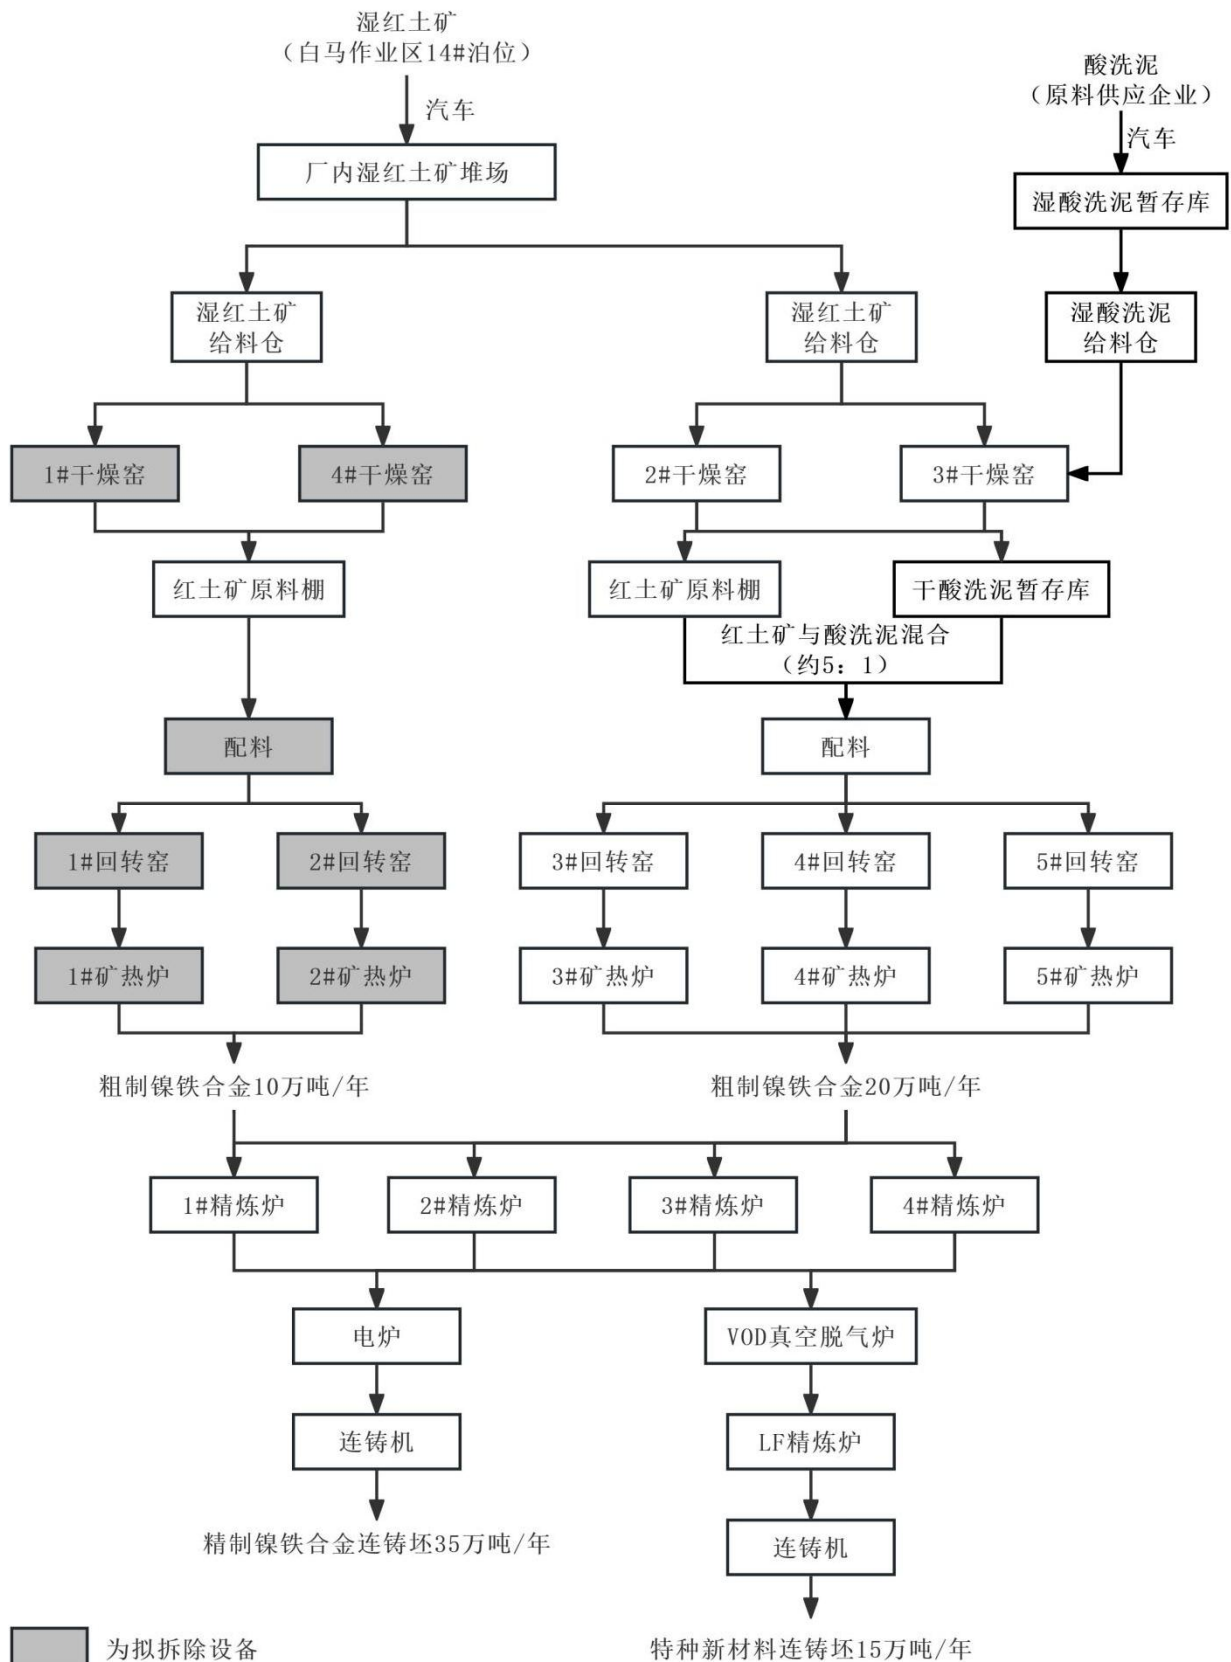 湿红土矿
（白马作业区14#泊位）
酸洗泥
（原料供应企业）
汽车
汽车
厂内湿红土矿堆场
湿酸洗泥暂存库
湿红土矿
给料仓
湿红土矿
给料仓
湿酸洗泥
给料仓
1#干燥窑
4#干燥窑
2#干燥窑
3#干燥窑
红土矿原料棚
红土矿原料棚
干酸洗泥暂存库
红土矿与酸洗泥混合
（约5：1）
配料
配料
1#回转窑
2#回转窑
3#回转窑
4#回转窑
5#回转窑
1#矿热炉
2#矿热炉
3#矿热炉
4#矿热炉
5#矿热炉
粗制镍铁合金10万吨/年
粗制镍铁合金20万吨/年
1#精炼炉
2#精炼炉
3#精炼炉
4#精炼炉
电炉
VOD真空脱气炉
连铸机
LF精炼炉
精制镍铁合金连铸坯35万吨/年
连铸机
为拟拆除设备
特种新材料连铸坯15万吨/年